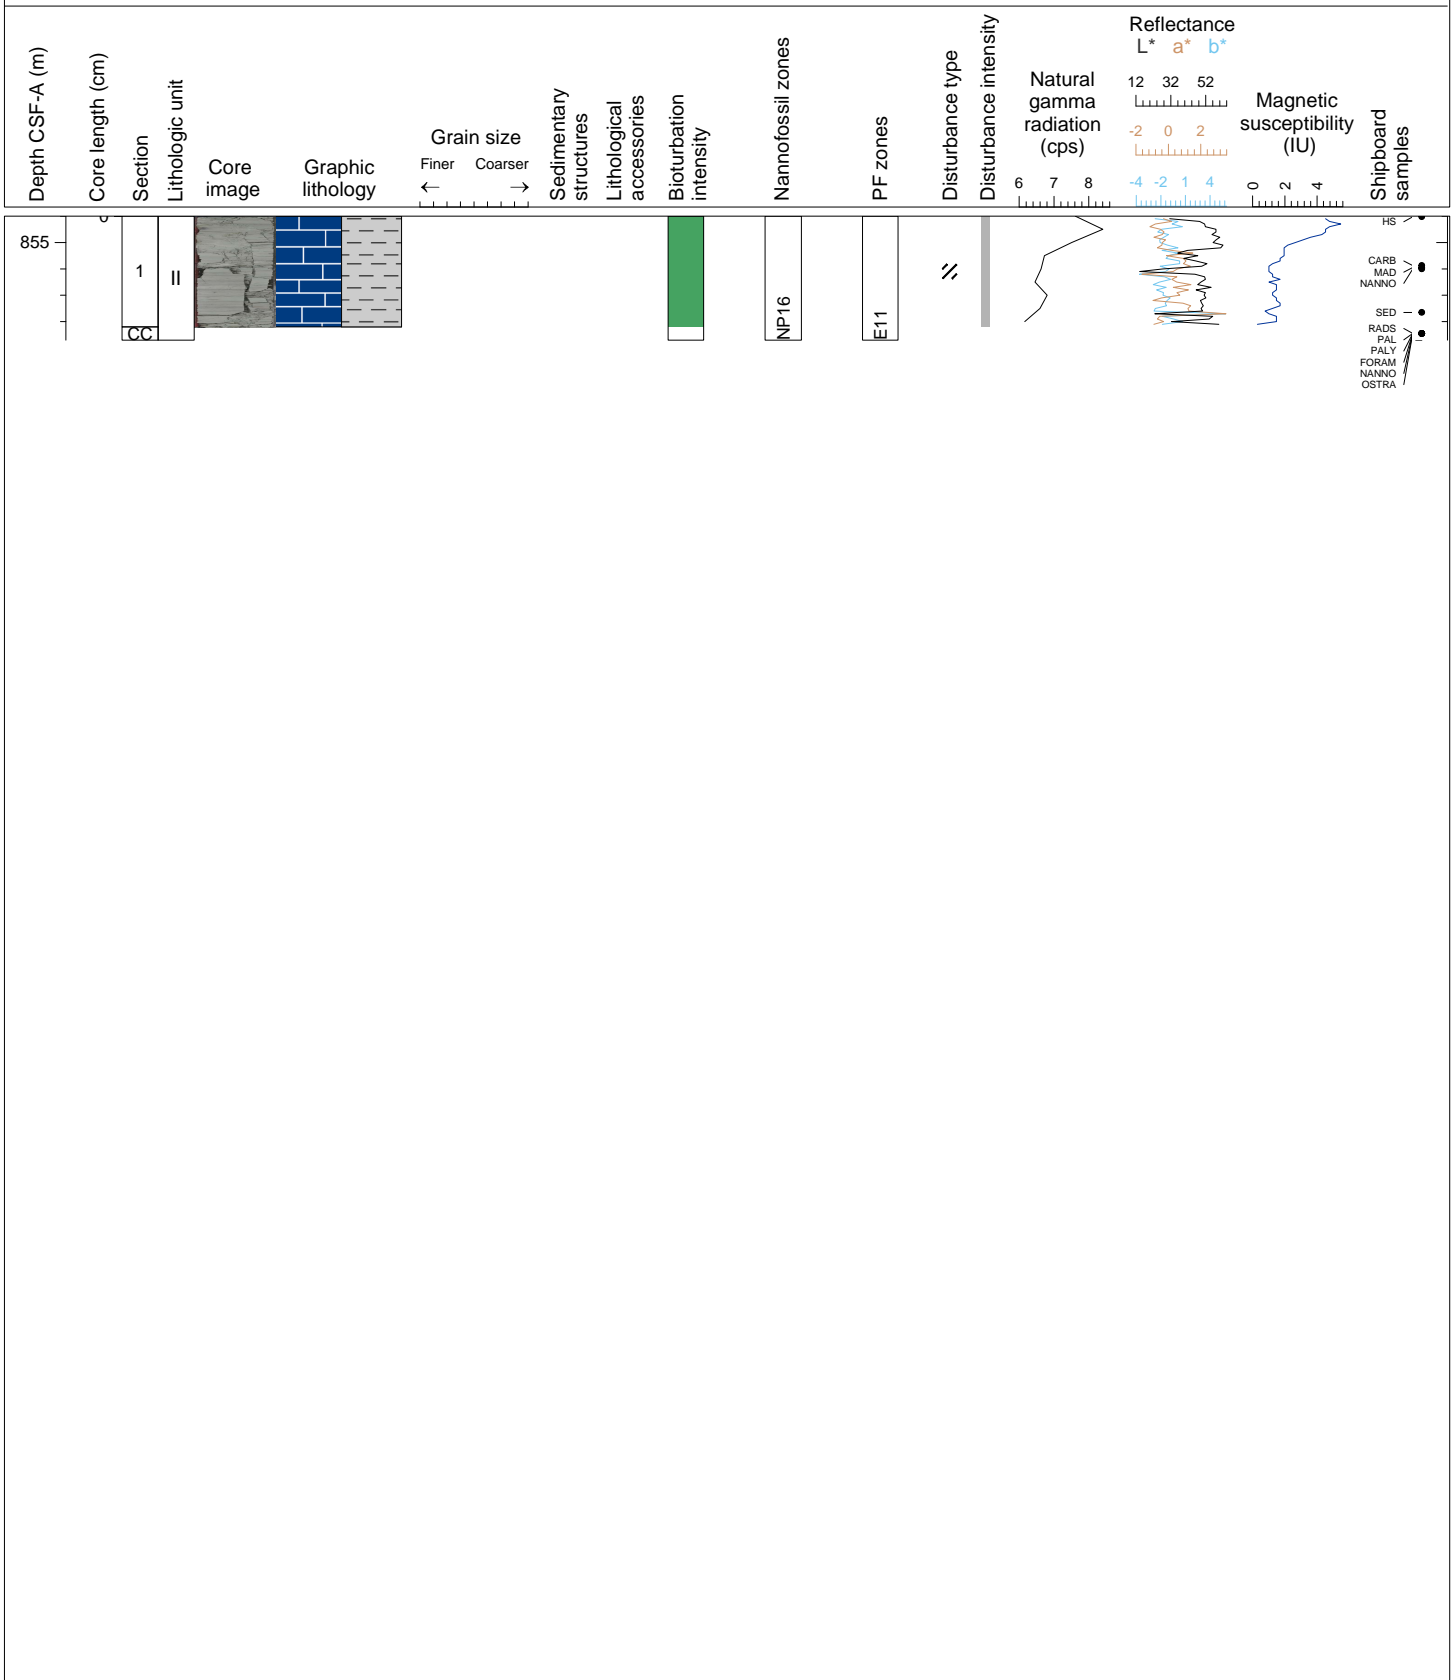 Depth CSF-A (m)
Core length (cm)
Section
Lithologic unit
Core
image
Graphic
lithology
Grain size
Finer Coarser
← →
Sedimentary
structures
Lithological
accessories
Bioturbation
intensity
Nannofossil zones
PF zones
Disturbance type
Disturbance intensity
Natural
gamma
radiation
(cps)
6 7 8
Reflectance
L* a* b*
12 32 52
-2 0 2
-4 -2 1 4
Magnetic
susceptibility
(IU)
0 2 4
Shipboard
samples
0
855
1
CC
II
NP16
E11
HS
CARB
MAD
NANNO
SED
RADS
PAL
PALY
FORAM
NANNO
OSTRA